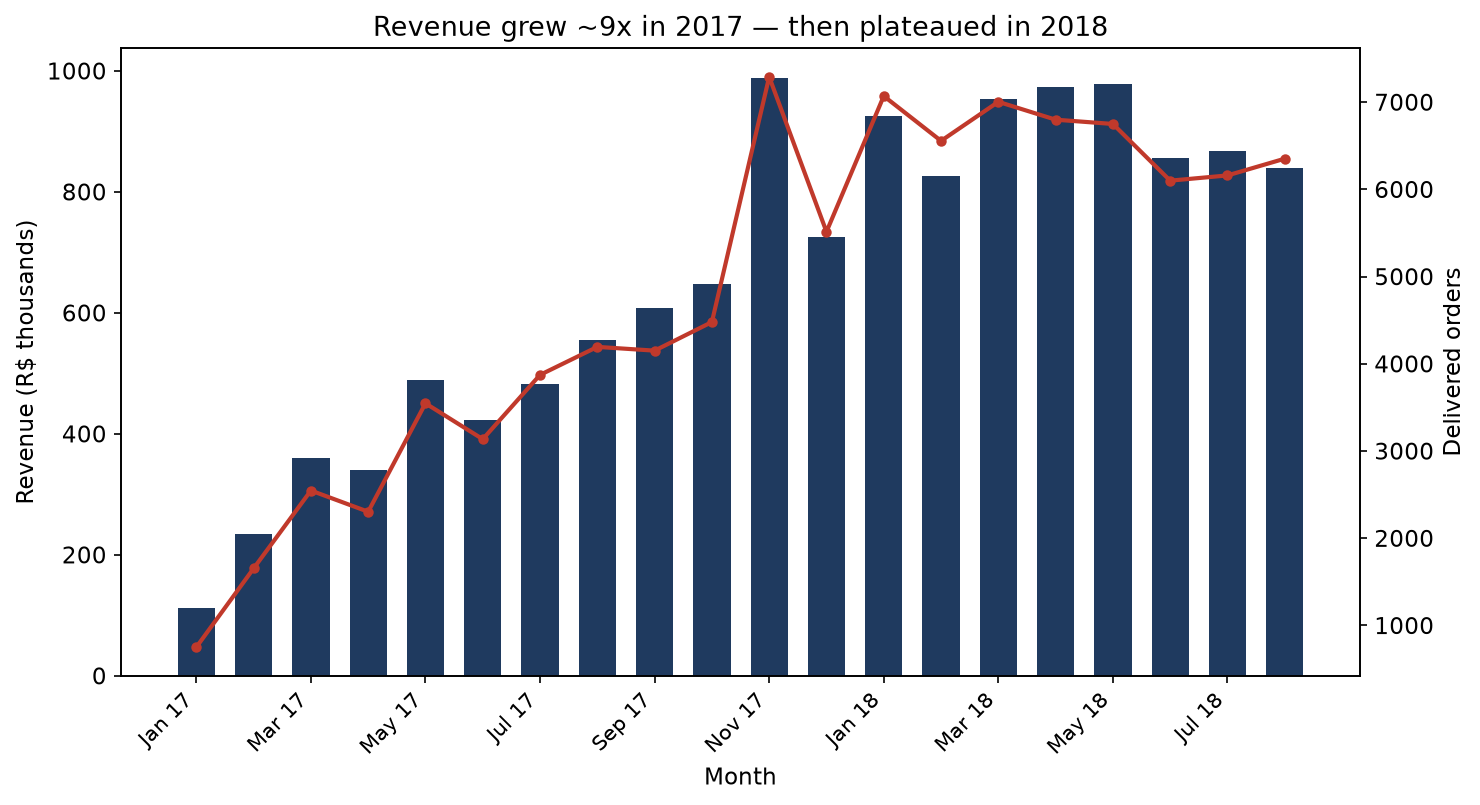 Revenue grew ~9x in 2017 — then plateaued in 2018
Revenue (R$ thousands)
1000
800
600
400
200
0
7000
6000
5000
4000
3000
2000
1000
Delivered orders
Jan 17
Mar 17
May 17
Jul 17
Sep 17
Nov 17
Jan 18
Mar 18
May 18
Jul 18
Month